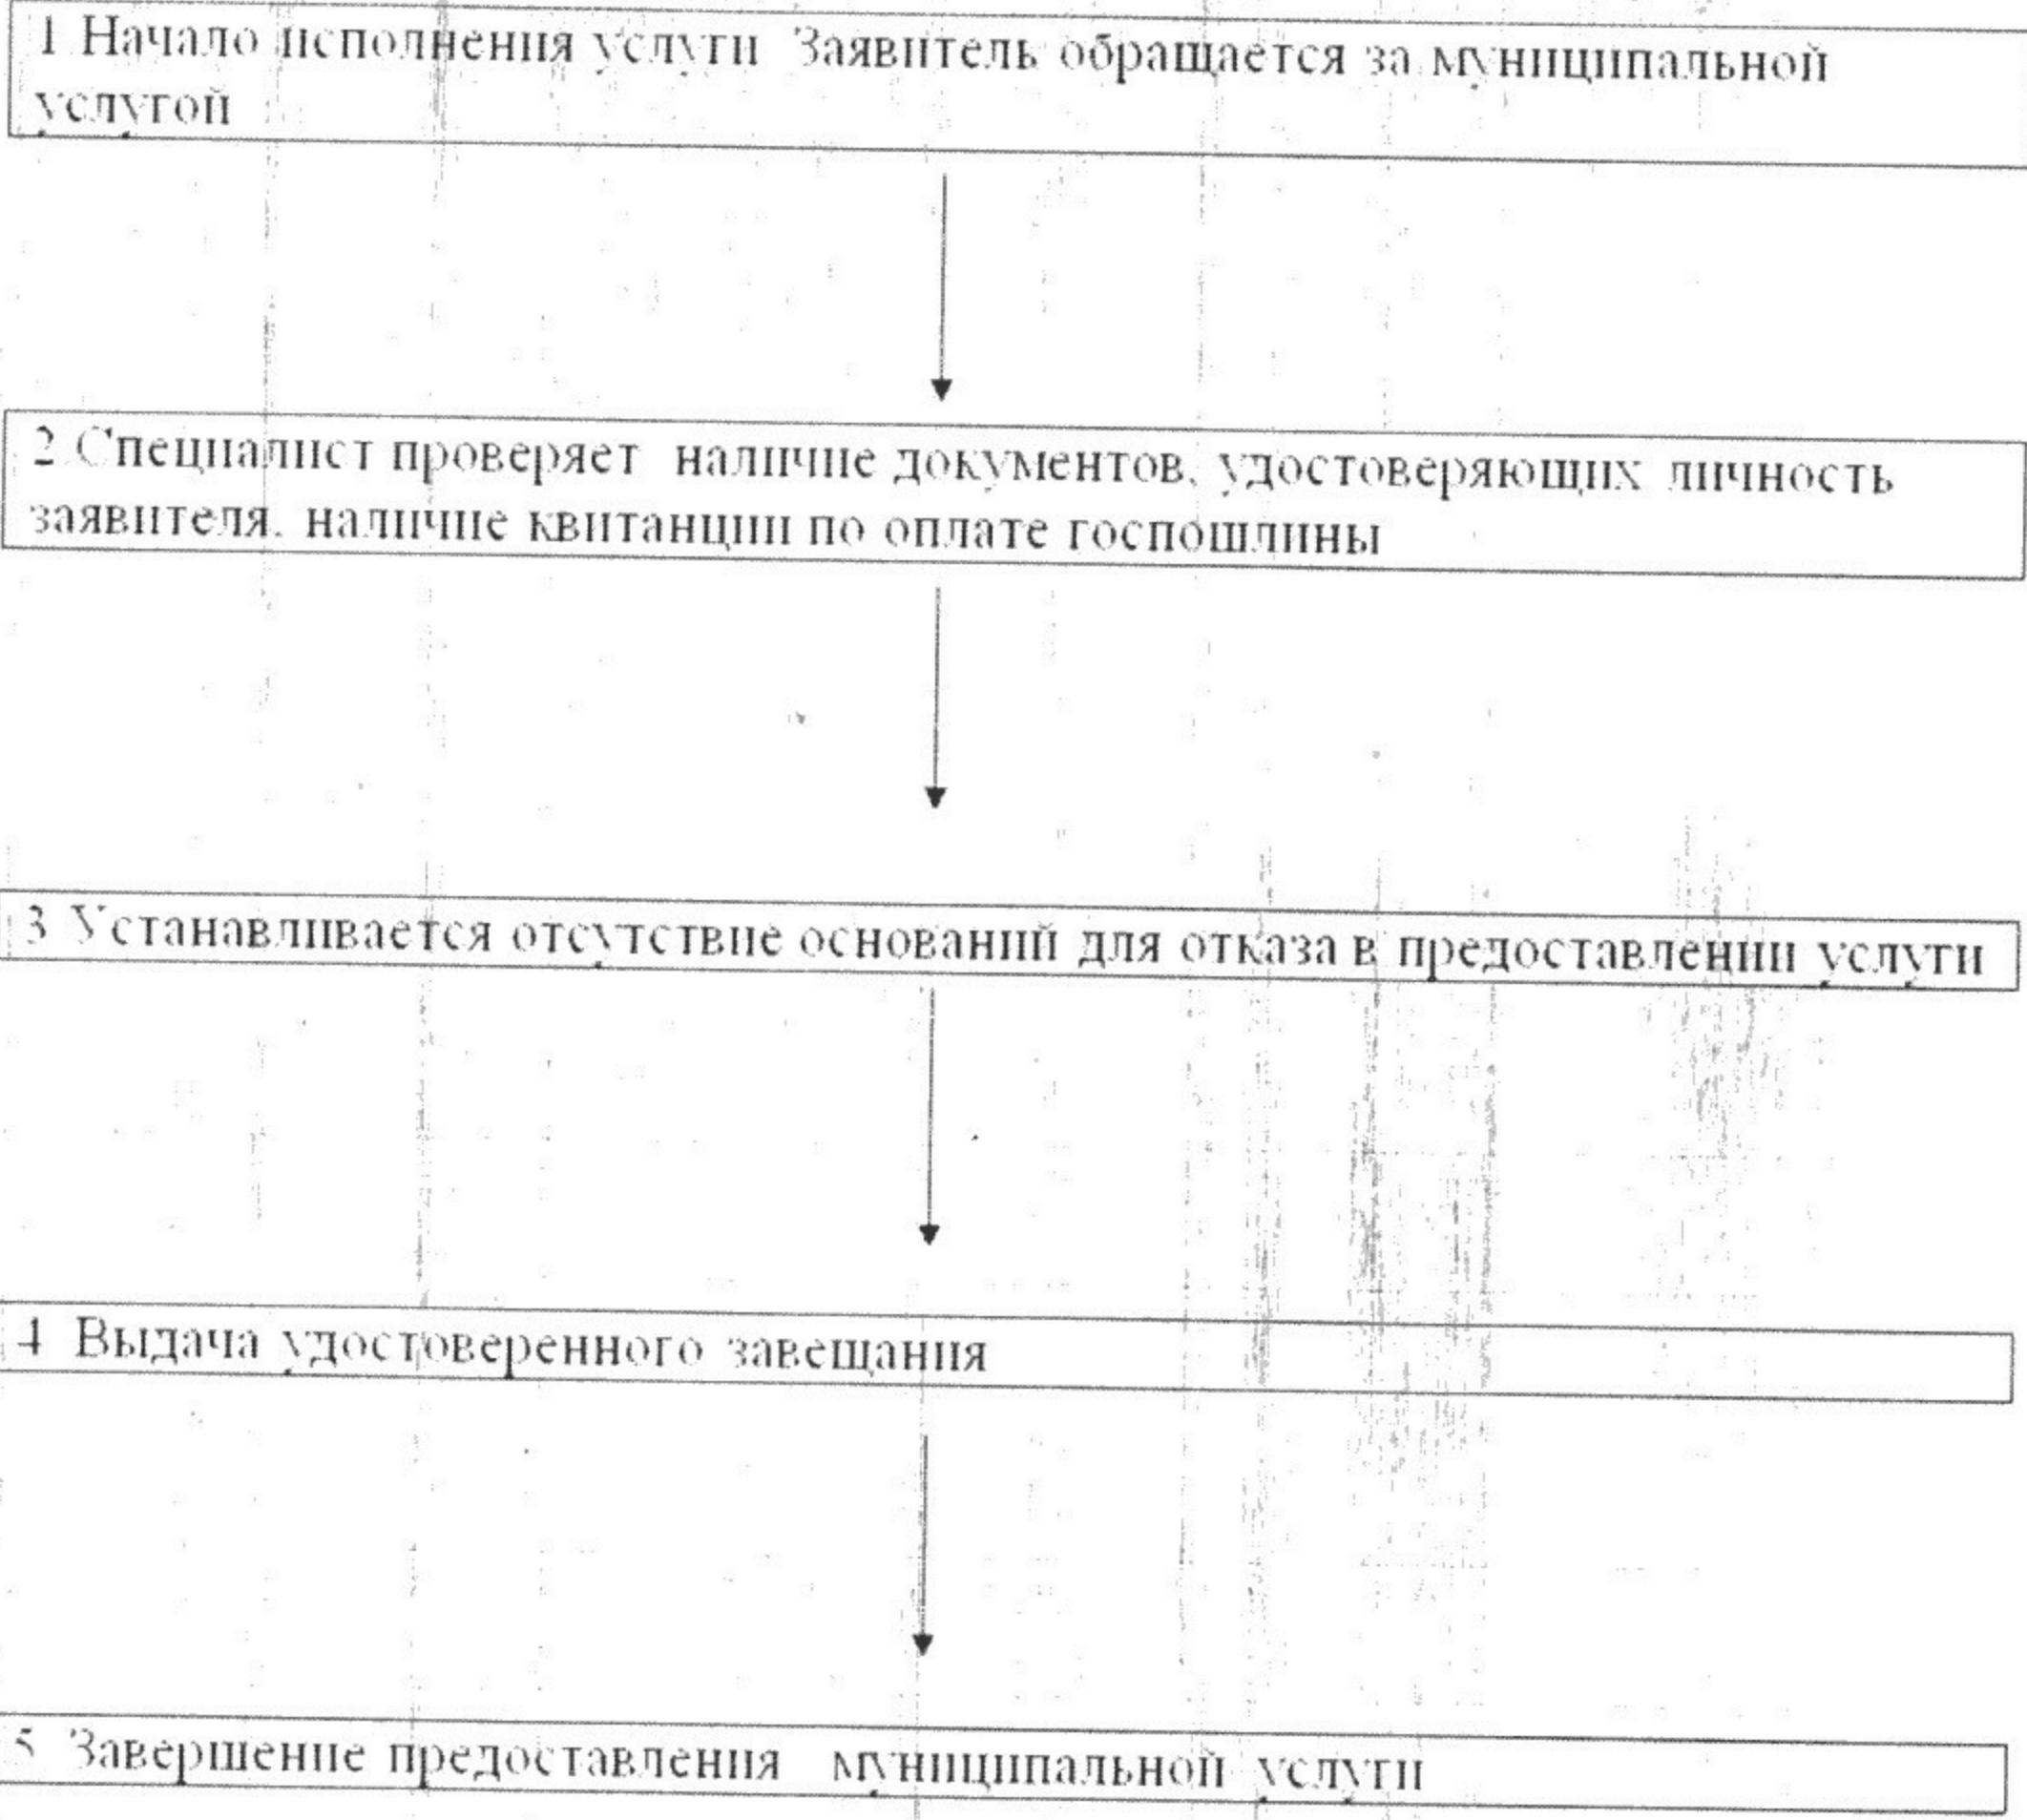 1 Начало исполнения услуги Заявитель обращается за муниципальной
услугой
2 Специалист проверяет наличие документов, удостоверяющих личность
заявителя, наличие квитанции по оплате госпошлины
3 Устанавливается отсутствие оснований для отказа в предоставлении услуги
4 Выдача удостоверенного завещания
5 Завершение предоставления муниципальной услуги